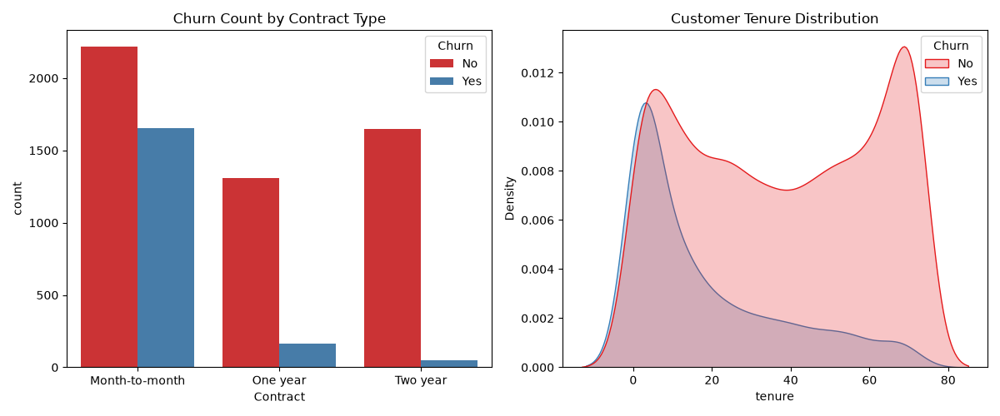 Churn Count by Contract Type
Churn
No
Yes
2000
1500
1000
500
0
count
Month-to-month
One year
Two year
Contract
Customer Tenure Distribution
Churn
No
Yes
0.012
0.010
0.008
0.006
0.004
0.002
0.000
Density
0
20
40
60
80
tenure